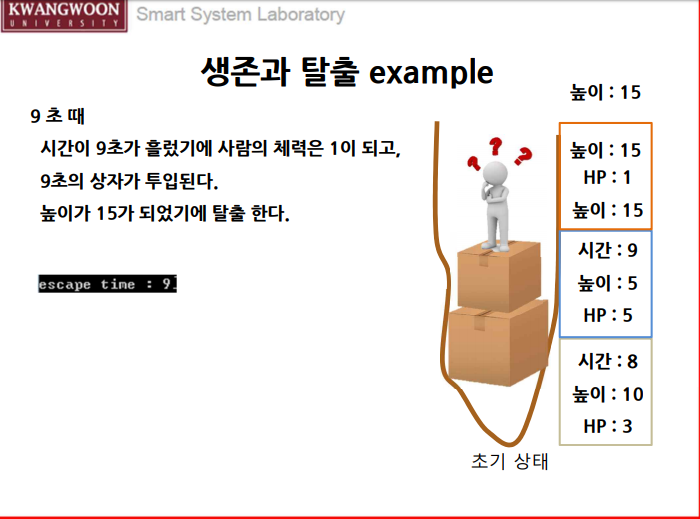 KWANGWOON
UNIVERSITY
Smart System Laboratory
생존과 탈출 example
9 초 때
시간이 9초가 흘렀기에 사람의 체력은 1이 되고,
9초의 상자가 투입된다.
높이가 15가 되었기에 탈출 한다.
escape time : 9.
높이 : 15
높이 : 15
HP : 1
높이 : 15
시간 : 9
높이 : 5
HP : 5
시간 : 8
높이 : 10
HP : 3
? ? ?
초기 상태